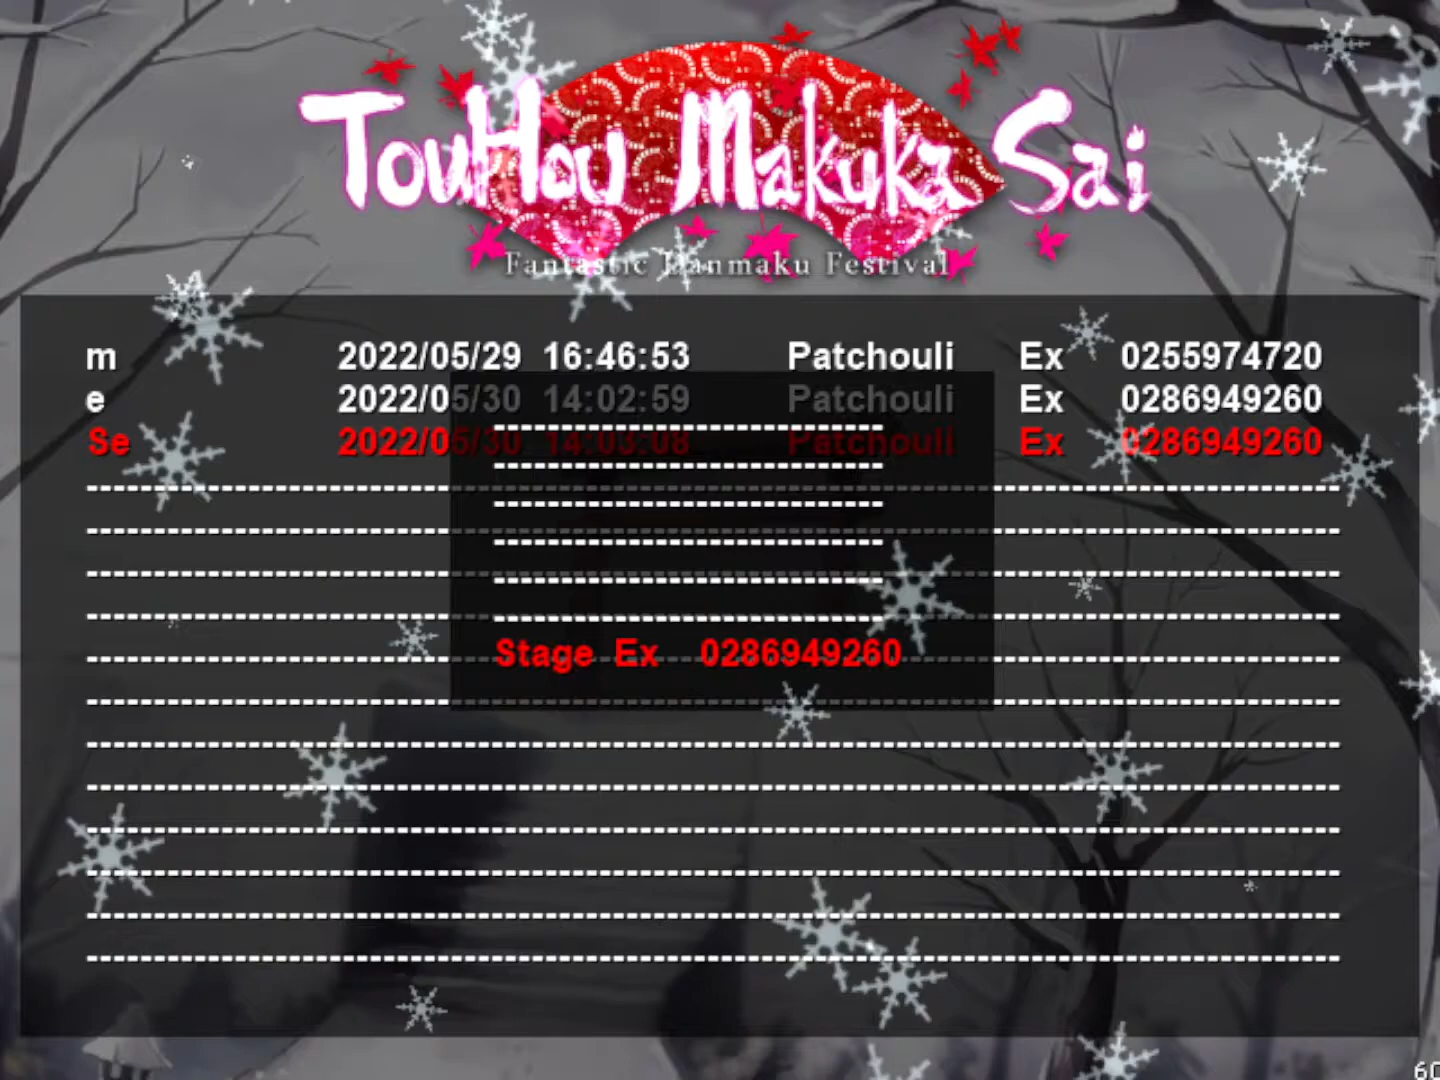 TouHou Makuka Sai
Fantastic Danmaku Festival
m 2022/05/29 16:46:53 Patchouli Ex 0255974720
e 2022/05/30 14:02:59 Patchouli Ex 0286949260
Se 2022/05/30 14:03:08 Patchouli Ex 0286949260
Stage Ex 0286949260